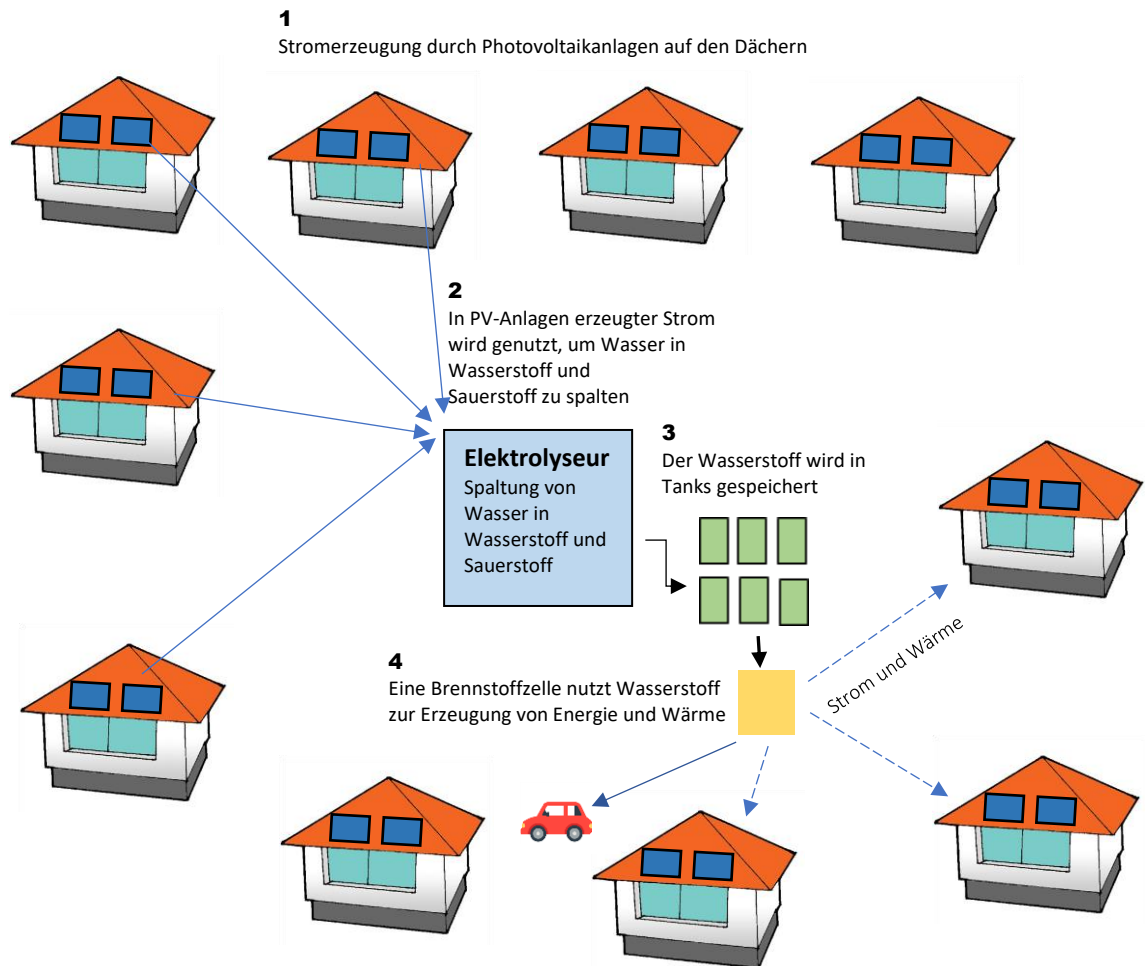 1
Stromerzeugung durch Photovoltaikanlagen auf den Dächern
2
In PV-Anlagen erzeugter Strom
wird genutzt, um Wasser in
Wasserstoff und
Sauerstoff zu spalten
Elektrolyseur
Spaltung von
Wasser in
Wasserstoff und
Sauerstoff
3
Der Wasserstoff wird in
Tanks gespeichert
Strom und Wärme
4
Eine Brennstoffzelle nutzt Wasserstoff
zur Erzeugung von Energie und Wärme